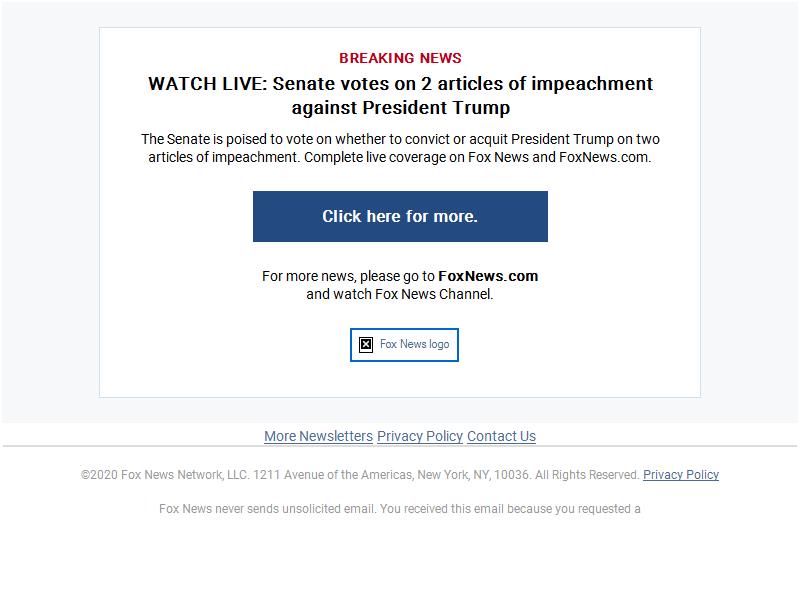 BREAKING NEWS
WATCH LIVE: Senate votes on 2 articles of impeachment
against President Trump
The Senate is poised to vote on whether to convict or acquit President Trump on two
articles of impeachment. Complete live coverage on Fox News and FoxNews.com.
Click here for more.
For more news, please go to FoxNews.com
and watch Fox News Channel.
Fox News logo
More Newsletters Privacy Policy Contact Us
©2020 Fox News Network, LLC. 1211 Avenue of the Americas, New York, NY, 10036. All Rights Reserved. Privacy Policy
Fox News never sends unsolicited email. You received this email because you requested a